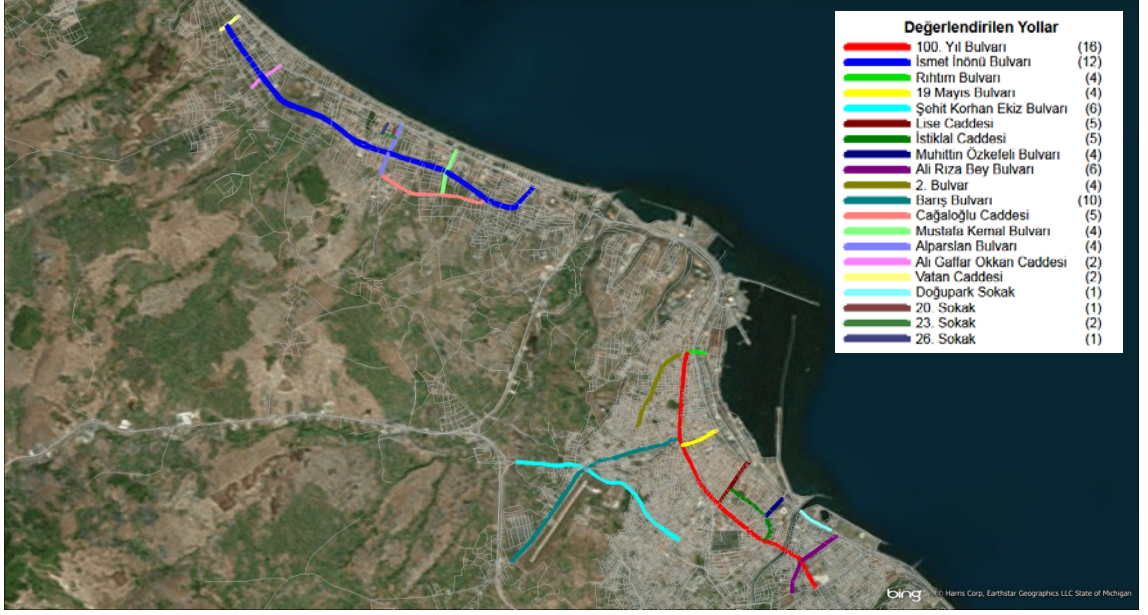 Değerlendirilen Yollar
100. Yıl Bulvarı (16)
İsmet İnönü Bulvarı (12)
Rıhtım Bulvarı (4)
19 Mayıs Bulvarı (4)
Şehit Korhan Ekiz Bulvarı (6)
Lise Caddesi (5)
İstiklal Caddesi (5)
Muhittin Özkefeli Bulvarı (4)
Ali Rıza Bey Bulvarı (6)
2. Bulvar (4)
Barış Bulvarı (10)
Cağaloğlu Caddesi (5)
Mustafa Kemal Bulvarı (4)
Alparslan Bulvarı (4)
Ali Gaffar Okkan Caddesi (2)
Vatan Caddesi (2)
Doğupark Sokak (1)
20. Sokak (1)
23. Sokak (2)
26. Sokak (1)
bing © Harris Corp, Earthstar Geographics LLC State of Michigan